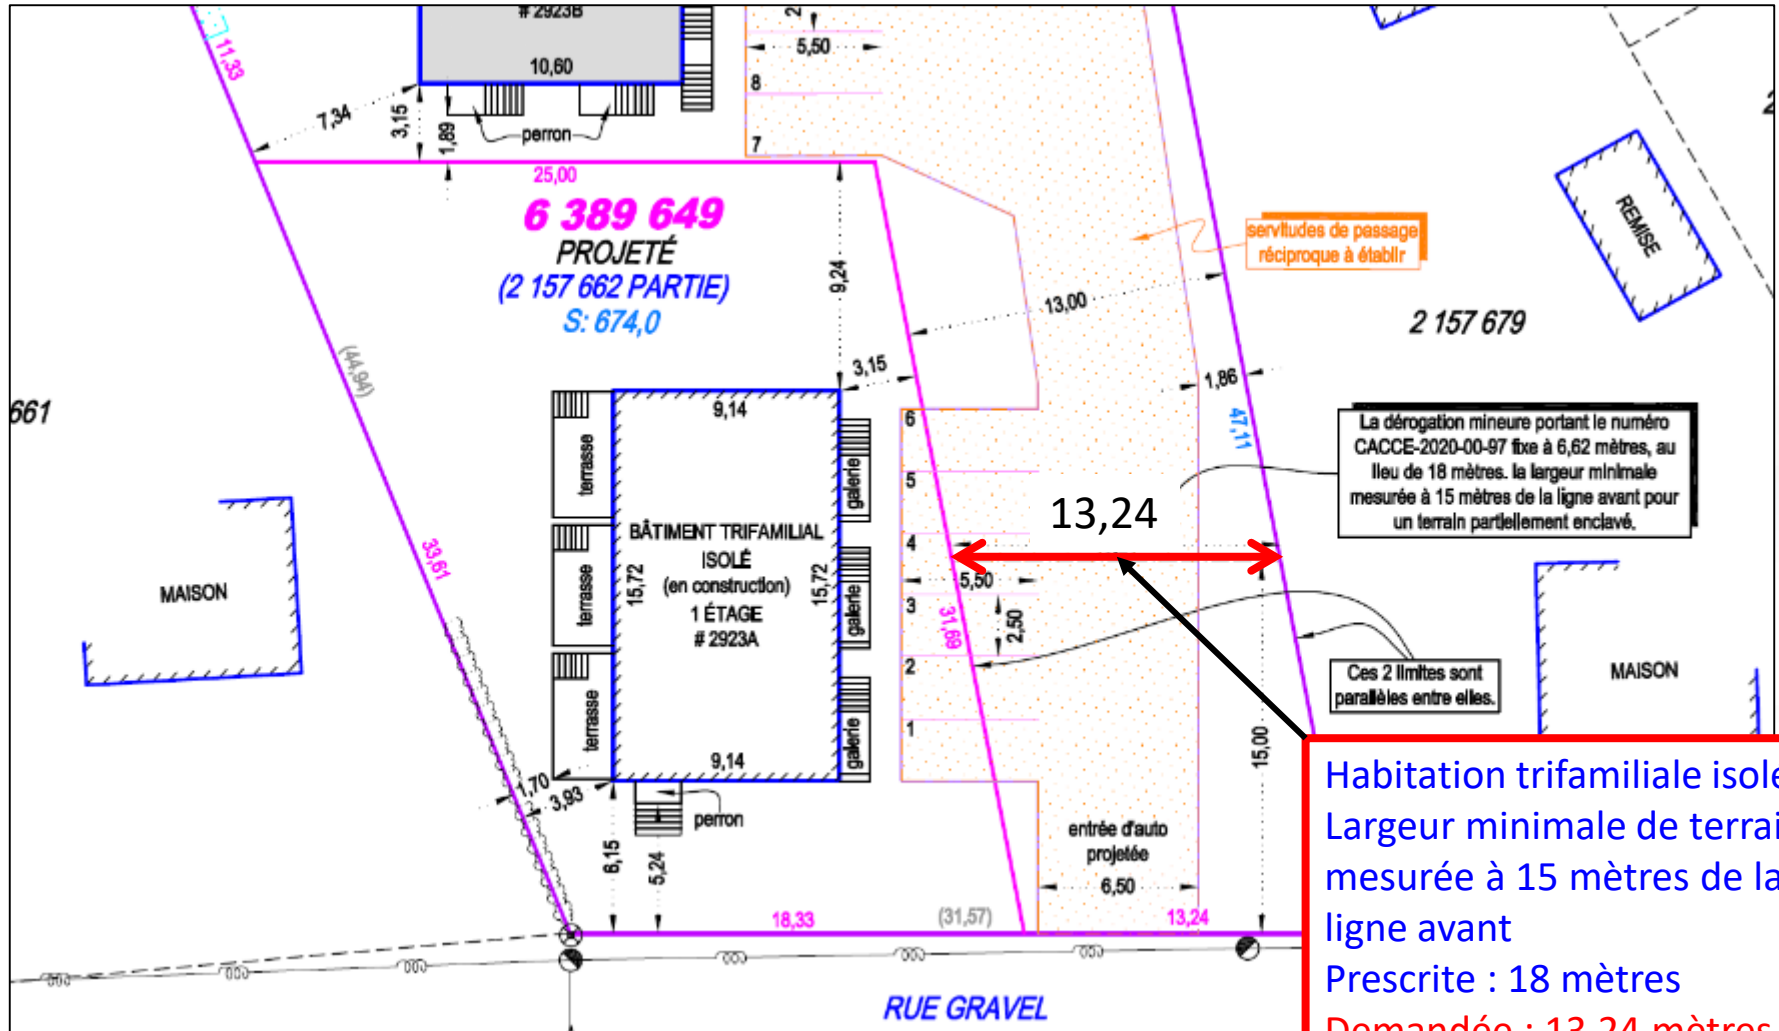 # 2923B
10,60
11,33
7,34
3,15
1,89
perron
2
5,50
8
7
25,00
6 389 649
PROJETÉ
(2 157 662 PARTIE)
S: 674,0
9,24
servitudes de passage
réciproque à établir
REMISE
13,00
2 157 679
(44,94)
3,15
1,86
47,11
661
9,14
terrasse
galerie
6
5
4
3
2
1
La dérogation mineure portant le numéro
CACCE-2020-00-97 fixe à 6,62 mètres, au
lieu de 18 mètres. la largeur minimale
mesurée à 15 mètres de la ligne avant pour
un terrain partiellement enclavé.
13,24
BÂTIMENT TRIFAMILIAL
ISOLÉ
(en construction)
1 ÉTAGE
# 2923A
15,72
15,72
terrasse
galerie
5,50
2,50
31,69
33,61
MAISON
Ces 2 limites sont
parallèles entre elles.
MAISON
terrasse
galerie
9,14
15,00
1,70
3,93
perron
6,15
5,24
entrée d'auto
projetée
6,50
18,33
(31,57)
13,24
RUE GRAVEL
Habitation trifamiliale isolé
Largeur minimale de terrai
mesurée à 15 mètres de la
ligne avant
Prescrite : 18 mètres
Demandée : 13,24 mètres